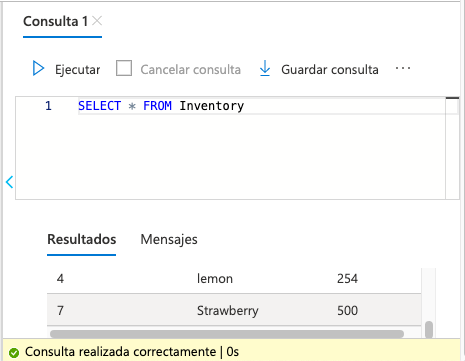 Consulta 1
Ejecutar Cancelar consulta Guardar consulta ...
1 SELECT * FROM Inventory
Resultados Mensajes
4 lemon 254
7 Strawberry 500
Consulta realizada correctamente | 0s